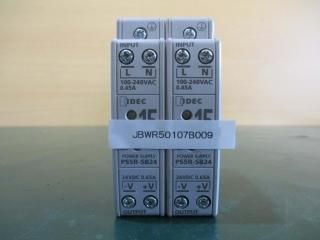 INPUT INPUT
L N L N
100-240VAC 100-240VAC
0.45A 0.45A
IDEC IDEC
JBWR50107B009
POWER SUPPLY POWER SUPPLY
PS5R-SB24 PS5R-SB24
24VDC 0.65A 24VDC 0.65A
-V +V -V +V
OUTPUT OUTPUT